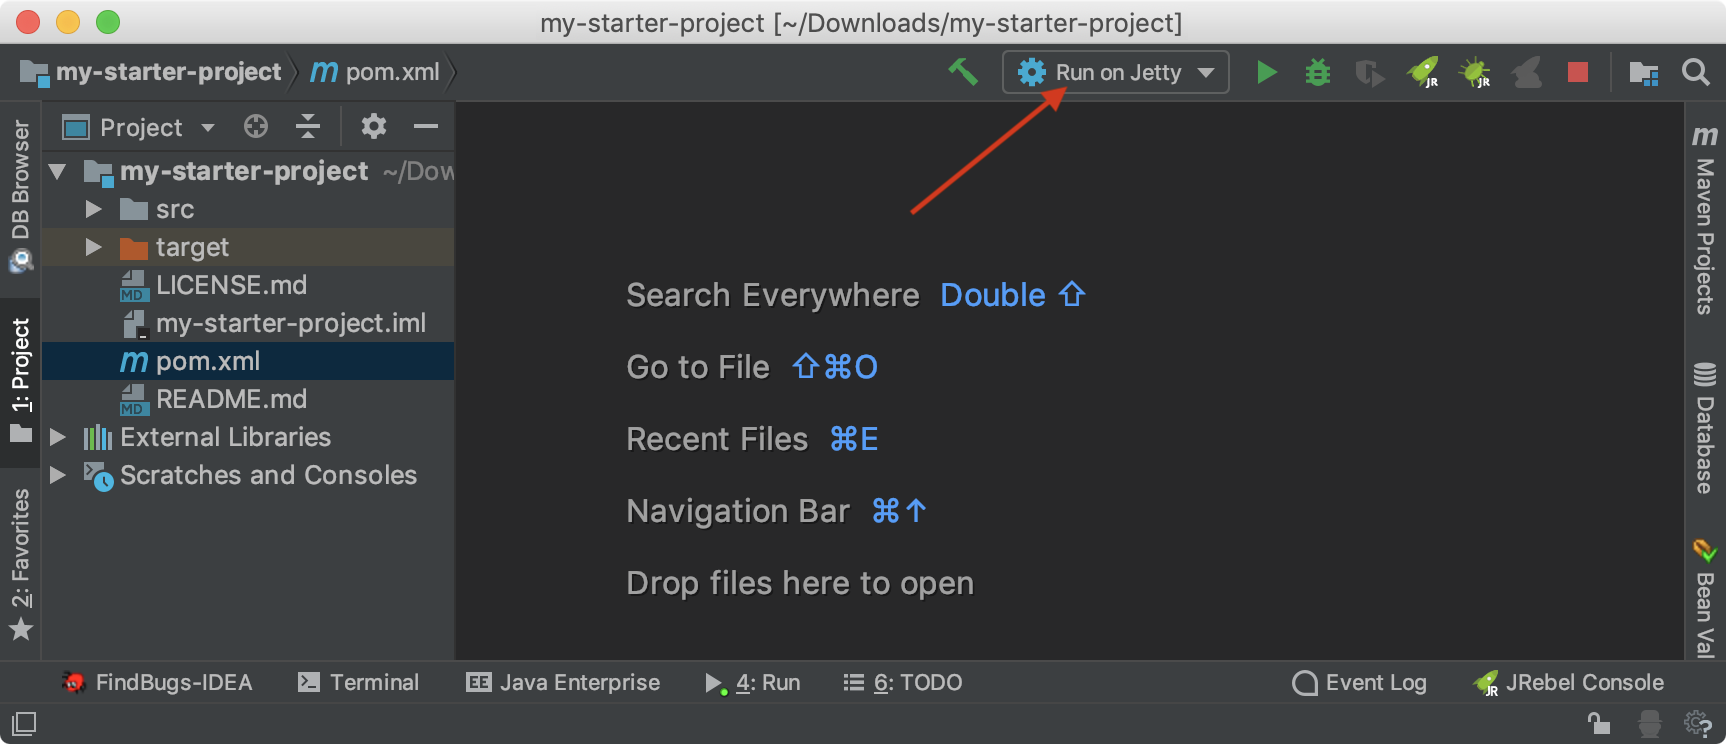 my-starter-project [~/Downloads/my-starter-project]
my-starter-project
m pom.xml
Run on Jetty
JR
JR
Project
my-starter-project ~/Dow
src
target
MD LICENSE.md
my-starter-project.iml
m pom.xml
MD README.md
External Libraries
Scratches and Consoles
DB Browser
1: Project
2: Favorites
Search Everywhere Double ⇧
Go to File ⇧⌘O
Recent Files ⌘E
Navigation Bar ⌘↑
Drop files here to open
m Maven Projects
Database
Bean Val
FindBugs-IDEA
Terminal
EE Java Enterprise
4: Run
6: TODO
Event Log
JR JRebel Console